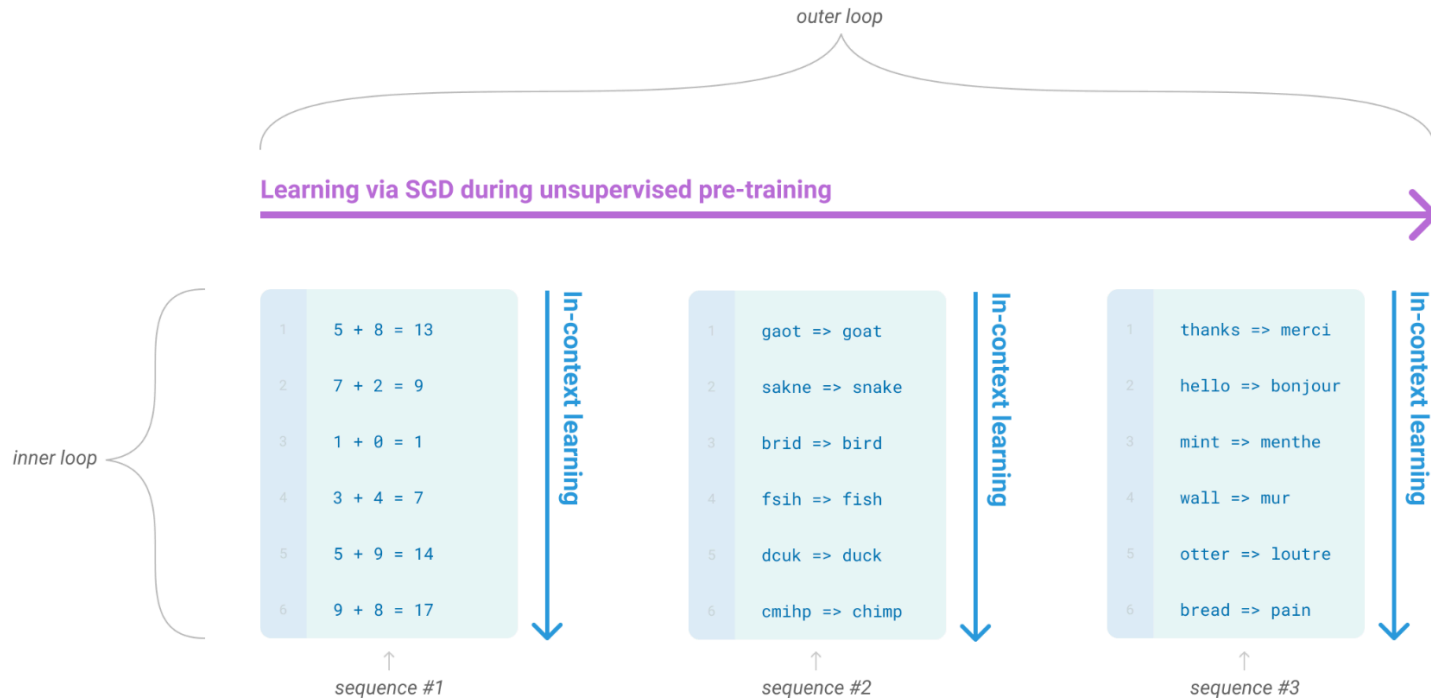 outer loop
Learning via SGD during unsupervised pre-training
inner loop
1 5 + 8 = 13
2 7 + 2 = 9
3 1 + 0 = 1
4 3 + 4 = 7
5 5 + 9 = 14
6 9 + 8 = 17
In-context learning
sequence #1
1 gaot => goat
2 sakne => snake
3 brid => bird
4 fsih => fish
5 dcuk => duck
6 cmihp => chimp
In-context learning
sequence #2
1 thanks => merci
2 hello => bonjour
3 mint => menthe
4 wall => mur
5 otter => loutre
6 bread => pain
In-context learning
sequence #3